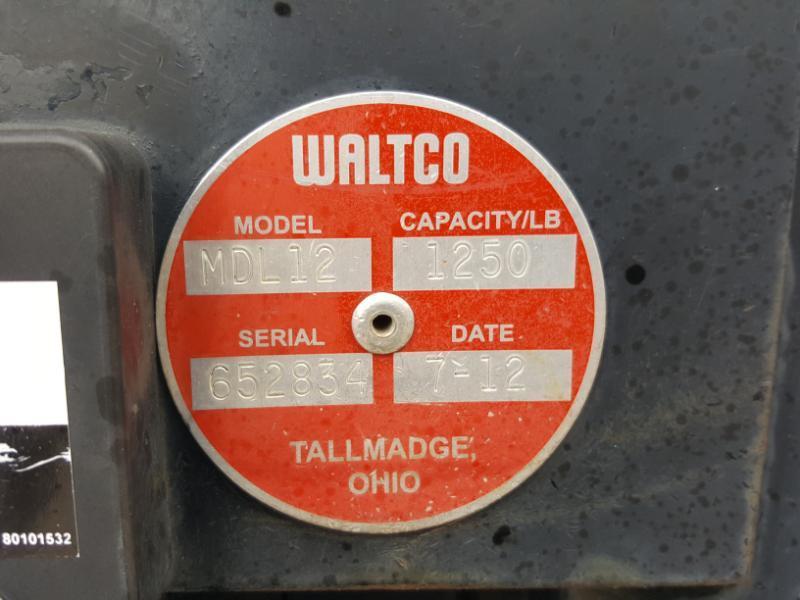 WALTCO
MODEL CAPACITY/LB
MDL12 1250
SERIAL DATE
652834 7-12
TALLMADGE,
OHIO
80101532